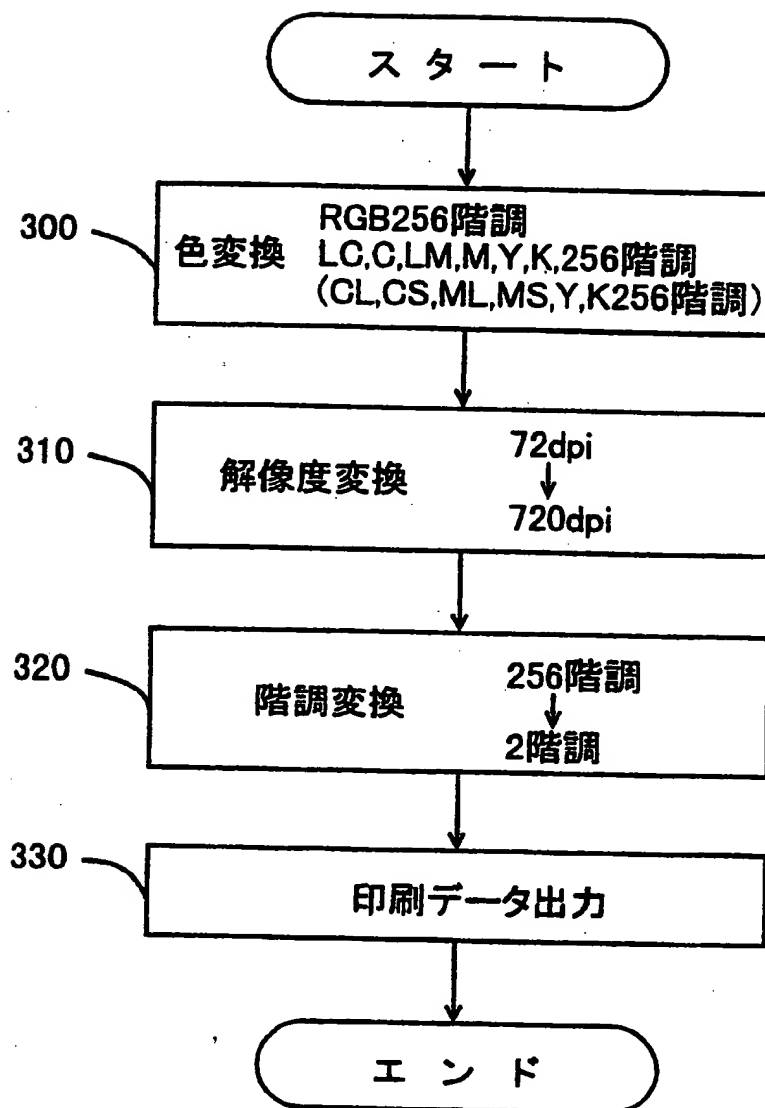 スタート
300
色変換
RGB256階調
LC,C,LM,M,Y,K,256階調
(CL,CS,ML,MS,Y,K256階調)
310
解像度変換
72dpi
720dpi
320
階調変換
256階調
2階調
330
印刷データ出力
エンド